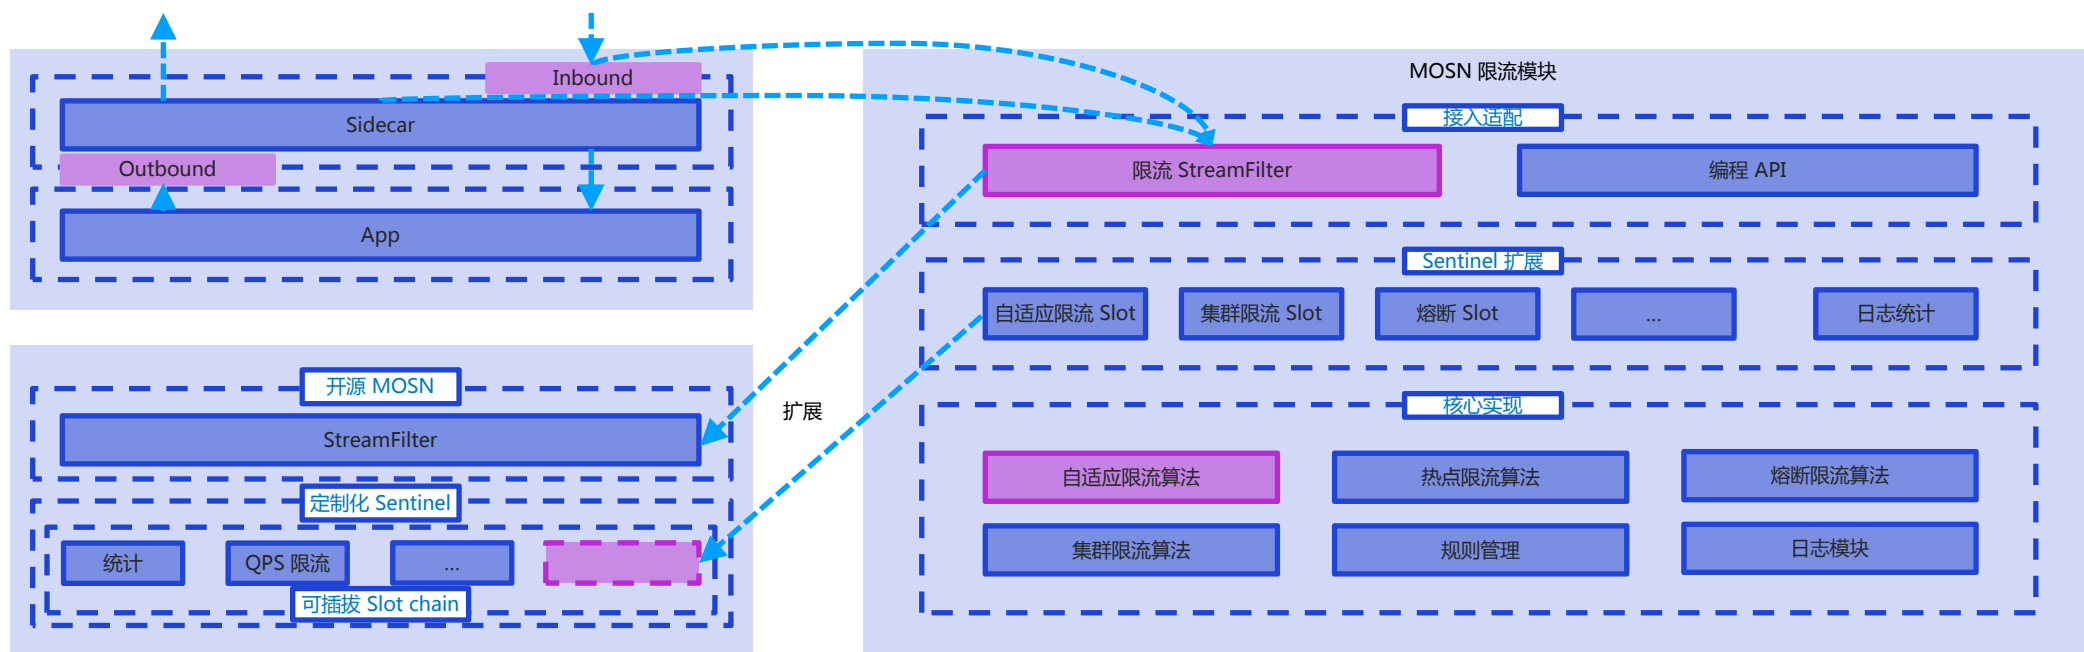 Inbound
Sidecar
Outbound
App
开源 MOSN
StreamFilter
定制化 Sentinel
统计
QPS 限流
...
可插拔 Slot chain
扩展
MOSN 限流模块
接入适配
限流 StreamFilter
编程 API
Sentinel 扩展
自适应限流 Slot
集群限流 Slot
熔断 Slot
...
日志统计
核心实现
自适应限流算法
热点限流算法
熔断限流算法
集群限流算法
规则管理
日志模块